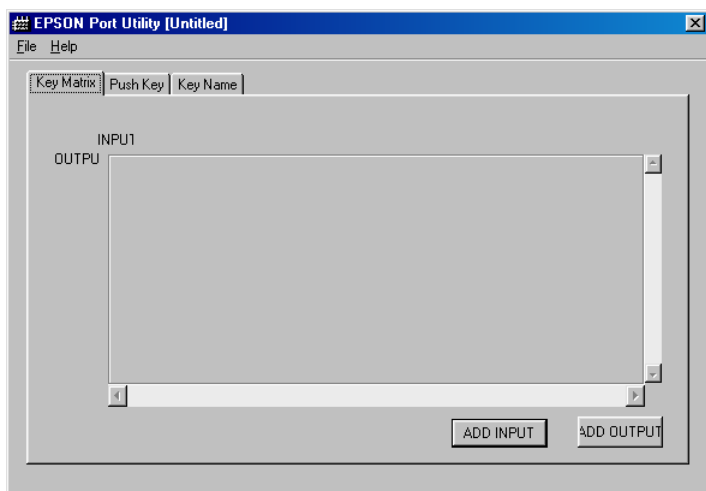 EPSON Port Utility [Untitled]
File Help
Key Matrix Push Key Key Name
INPUT
OUTPU
ADD INPUT ADD OUTPUT